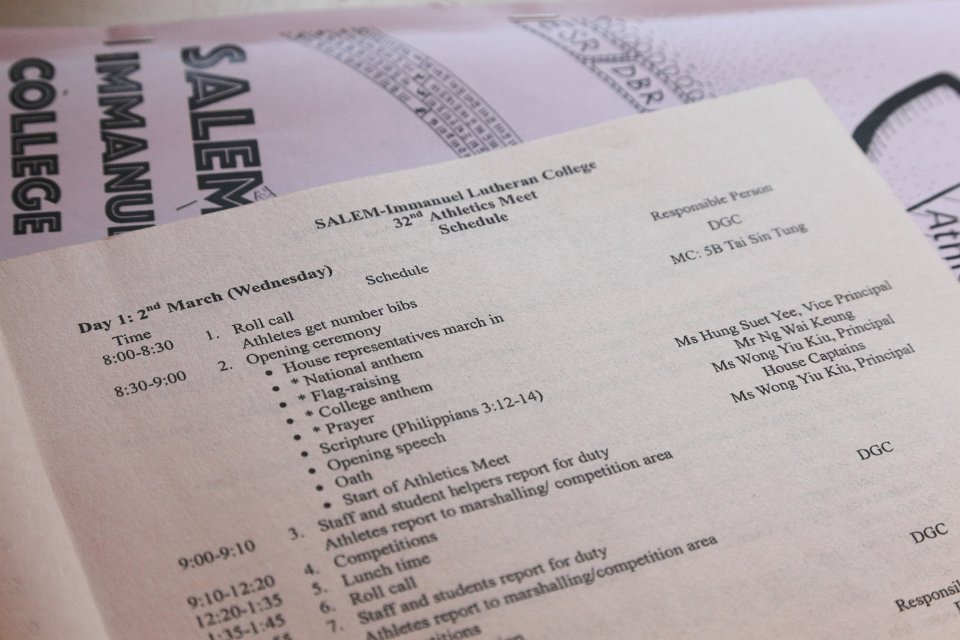 SALEM
IMMANU
COLLEGE
ESR DBR
Athl
SALEM-Immanuel Lutheran College
32nd Athletics Meet
Schedule
Day 1: 2nd March (Wednesday)
Time Schedule Responsible Person
8:00-8:30 1. Roll call DGC
Athletes get number bibs
8:30-9:00 2. Opening ceremony MC: 5B Tai Sin Tung
• House representatives march in
• * National anthem
• * Flag-raising
• * College anthem
• * Prayer Ms Hung Suet Yee, Vice Principal
• Scripture (Philippians 3:12-14) Mr Ng Wai Keung
• Opening speech Ms Wong Yiu Kiu, Principal
• Oath House Captains
• Start of Athletics Meet Ms Wong Yiu Kiu, Principal
9:00-9:10 3. Staff and student helpers report for duty
Athletes report to marshalling/ competition area
9:10-12:20 4. Competitions DGC
12:20-1:35 5. Lunch time
1:35-1:45 6. Roll call
7. Staff and students report for duty DGC
Athletes report to marshalling/competition area
Responsib